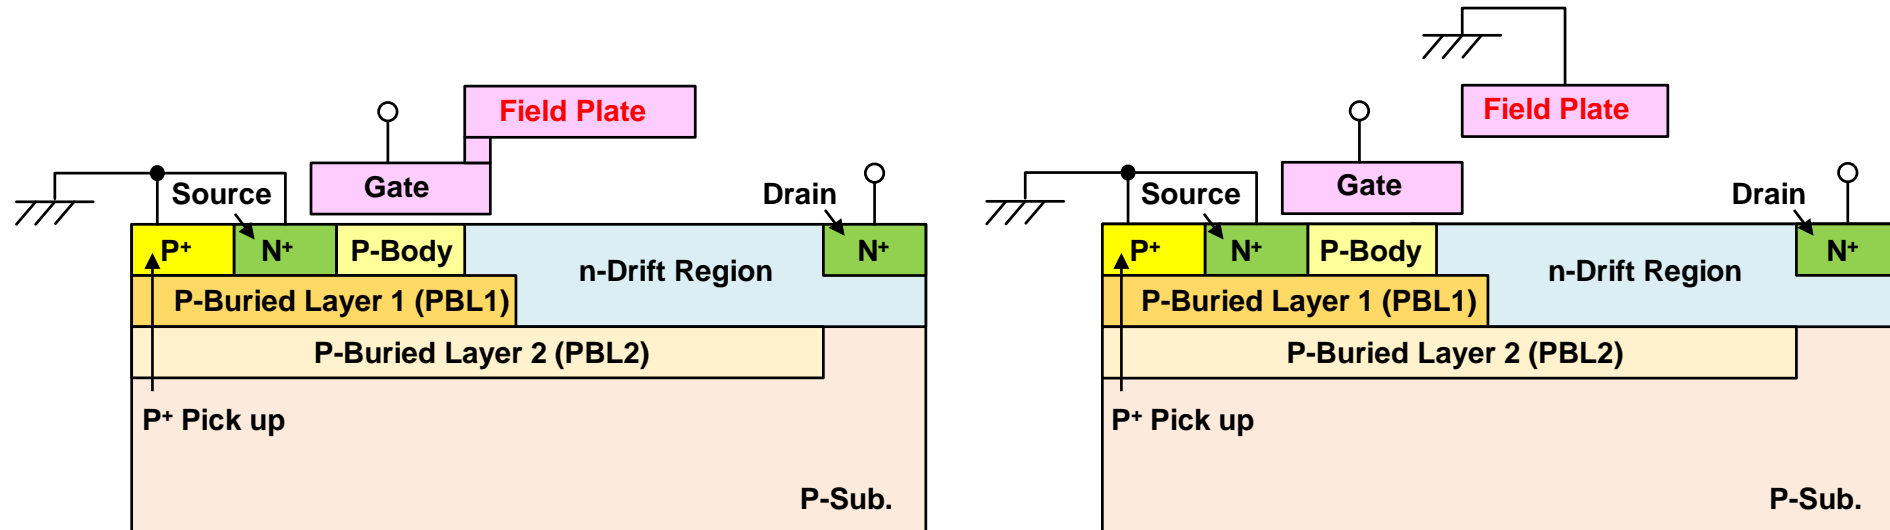 Field Plate
Gate
Source
Drain
P+
N+
P-Body
n-Drift Region
N+
P-Buried Layer 1 (PBL1)
P-Buried Layer 2 (PBL2)
P+ Pick up
P-Sub.
Field Plate
Gate
Source
Drain
P+
N+
P-Body
n-Drift Region
N+
P-Buried Layer 1 (PBL1)
P-Buried Layer 2 (PBL2)
P+ Pick up
P-Sub.